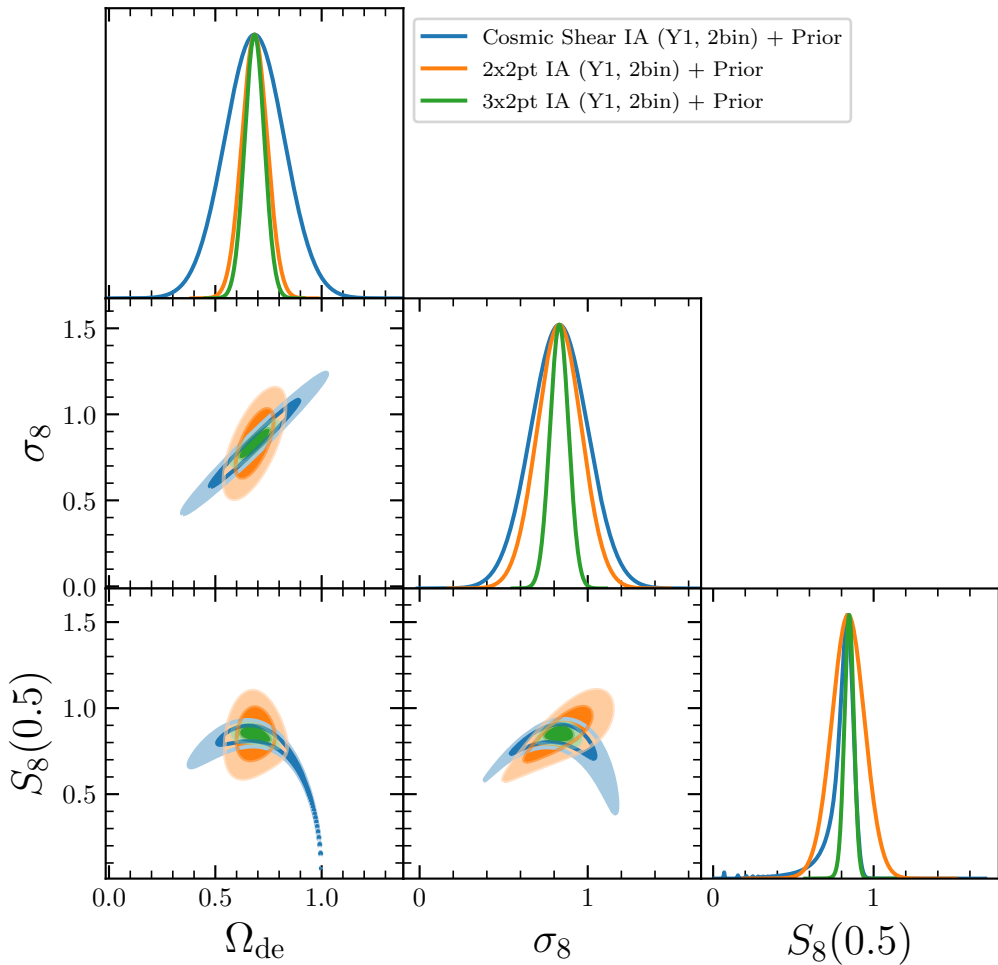 Cosmic Shear IA (Y1, 2bin) + Prior
2x2pt IA (Y1, 2bin) + Prior
3x2pt IA (Y1, 2bin) + Prior
1.5
1.0
0.5
0.0
σ₈
1.5
1.0
0.5
S₈(0.5)
0.0 0.5 1.0
0 1
0 1
Ω_de
σ₈
S₈(0.5)